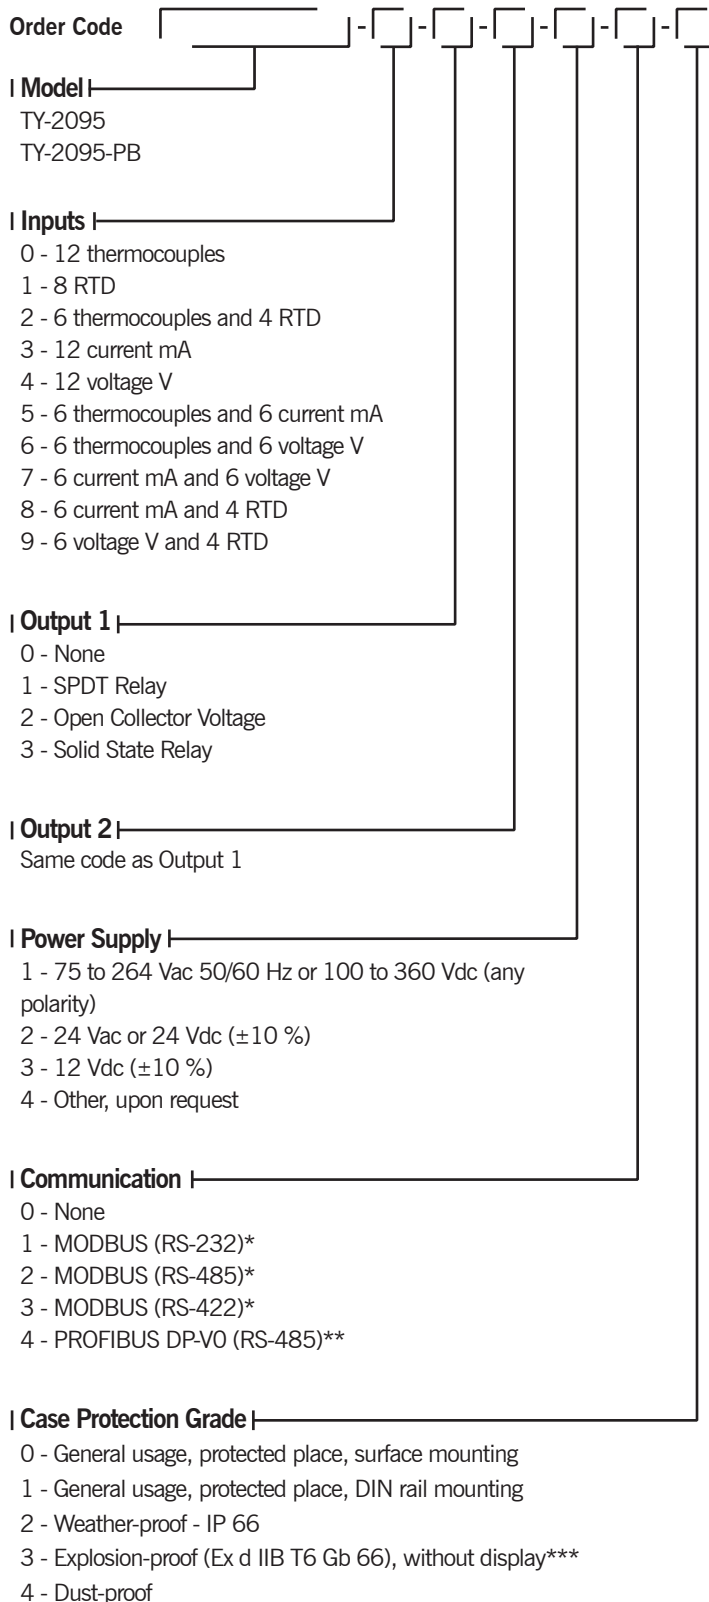 Order Code - - - - - -
Model
TY-2095
TY-2095-PB
Inputs
0 - 12 thermocouples
1 - 8 RTD
2 - 6 thermocouples and 4 RTD
3 - 12 current mA
4 - 12 voltage V
5 - 6 thermocouples and 6 current mA
6 - 6 thermocouples and 6 voltage V
7 - 6 current mA and 6 voltage V
8 - 6 current mA and 4 RTD
9 - 6 voltage V and 4 RTD
Output 1
0 - None
1 - SPDT Relay
2 - Open Collector Voltage
3 - Solid State Relay
Output 2
Same code as Output 1
Power Supply
1 - 75 to 264 Vac 50/60 Hz or 100 to 360 Vdc (any
polarity)
2 - 24 Vac or 24 Vdc (±10 %)
3 - 12 Vdc (±10 %)
4 - Other, upon request
Communication
0 - None
1 - MODBUS (RS-232)*
2 - MODBUS (RS-485)*
3 - MODBUS (RS-422)*
4 - PROFIBUS DP-V0 (RS-485)**
Case Protection Grade
0 - General usage, protected place, surface mounting
1 - General usage, protected place, DIN rail mounting
2 - Weather-proof - IP 66
3 - Explosion-proof (Ex d IIB T6 Gb 66), without display***
4 - Dust-proof